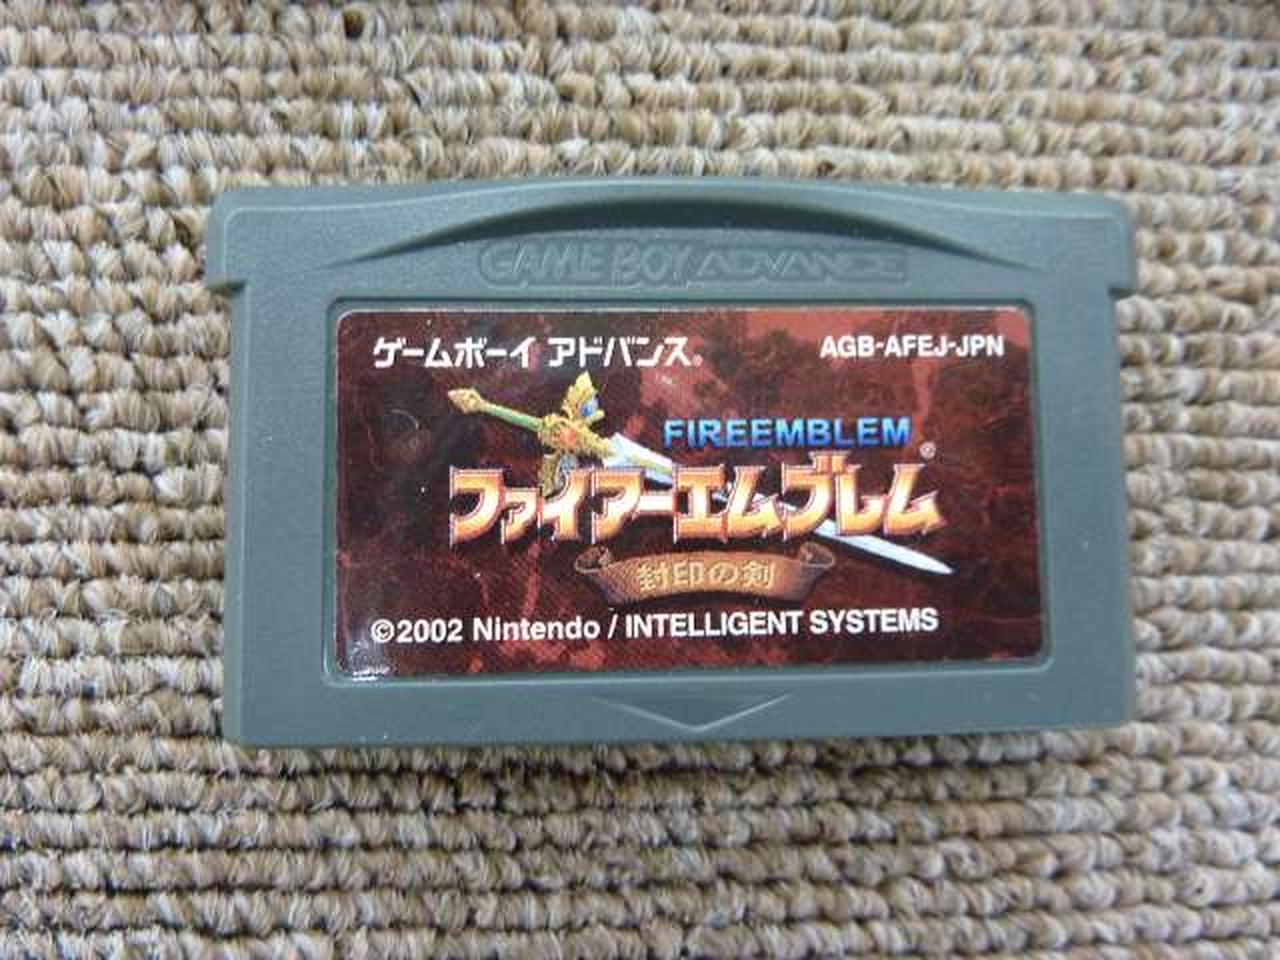 GAME BOY ADVANCE
ゲームボーイ アドバンス® AGB-AFEJ-JPN
FIREEMBLEM
ファイアーエムブレム®
封印の剣
©2002 Nintendo / INTELLIGENT SYSTEMS